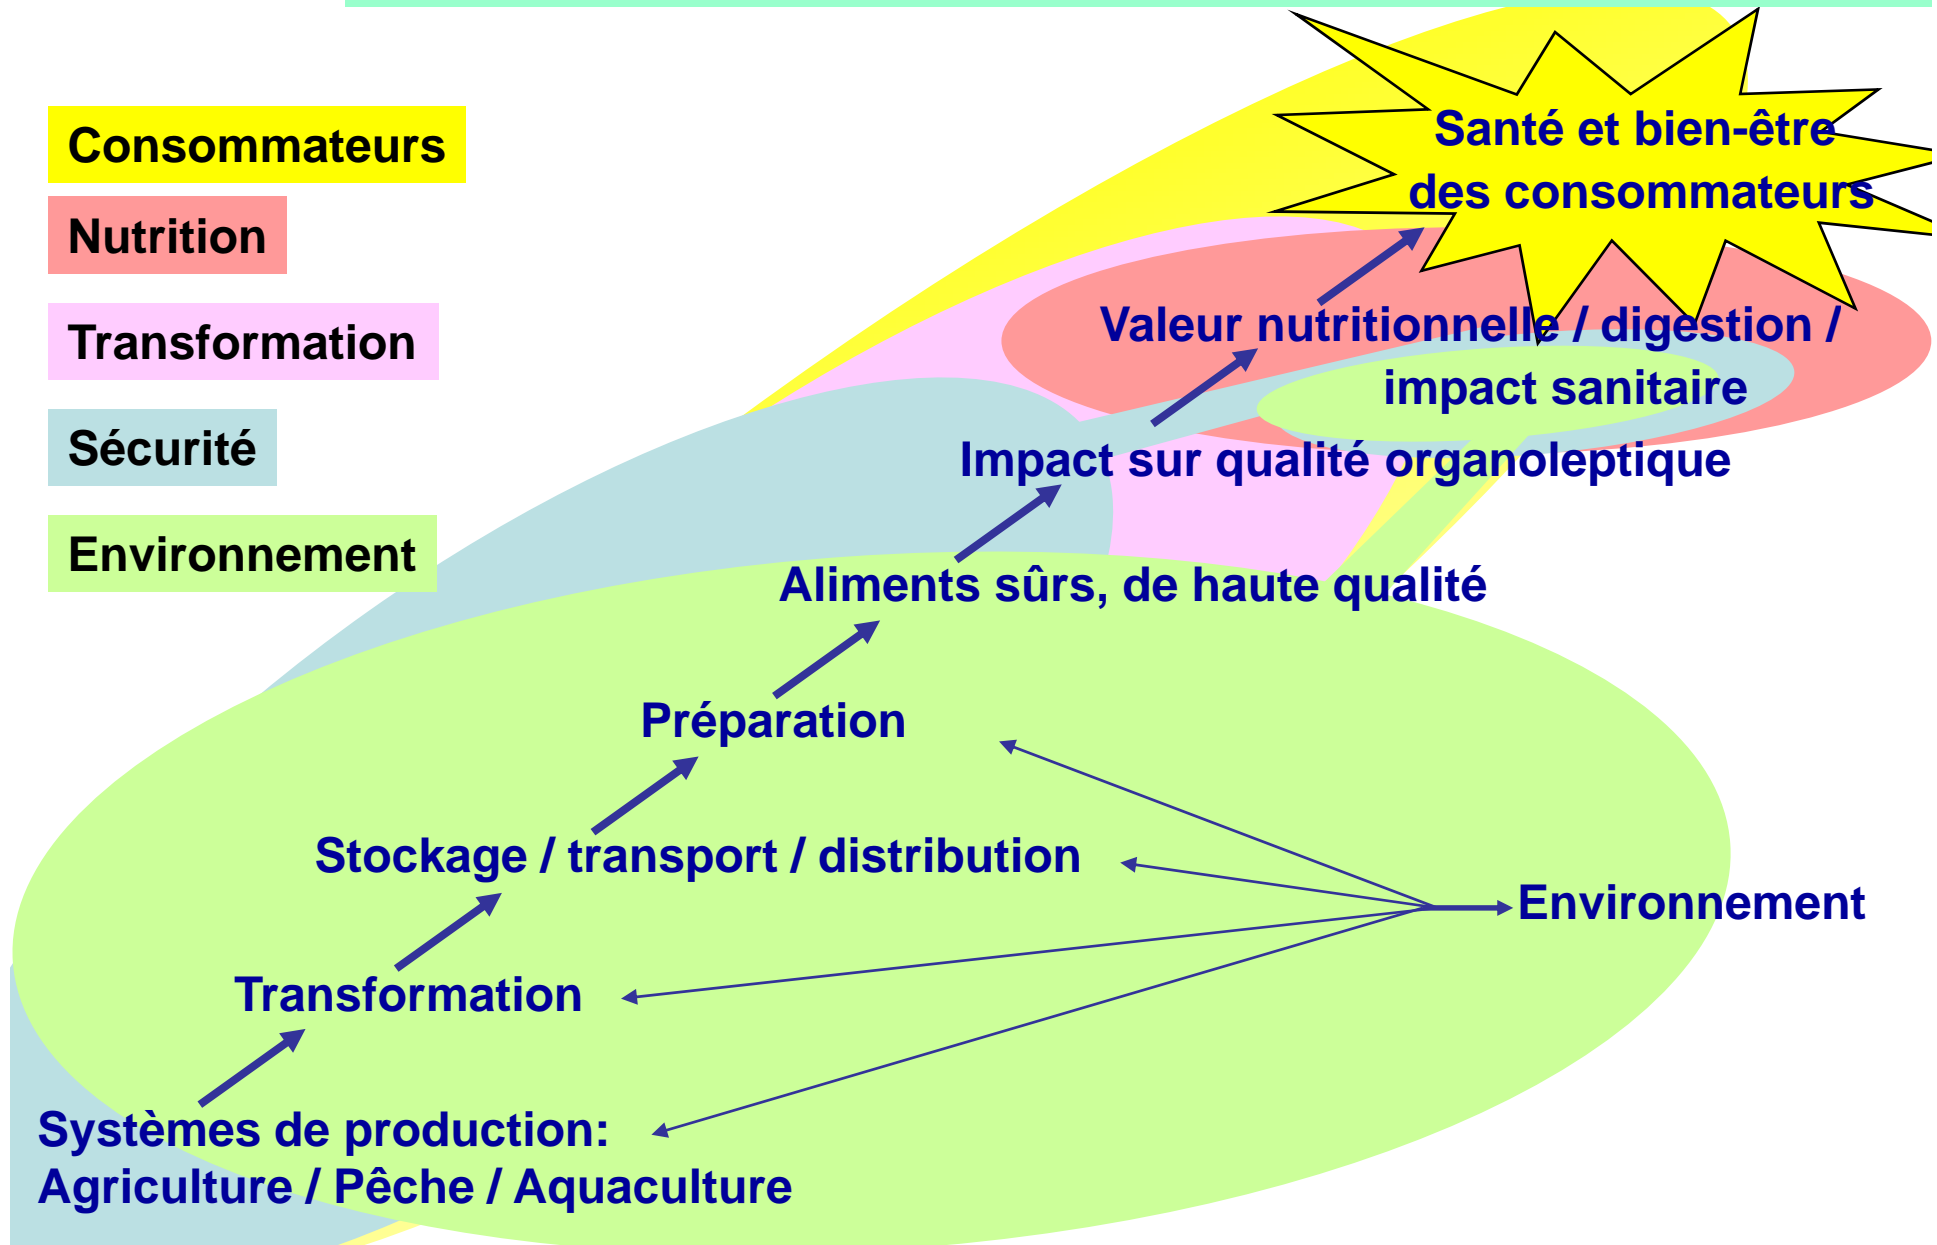 Consommateurs
Nutrition
Transformation
Sécurité
Environnement
Santé et bien-être
des consommateurs
Valeur nutritionnelle / digestion /
impact sanitaire
Impact sur qualité organoleptique
Aliments sûrs, de haute qualité
Préparation
Stockage / transport / distribution
Environnement
Transformation
Systèmes de production:
Agriculture / Pêche / Aquaculture